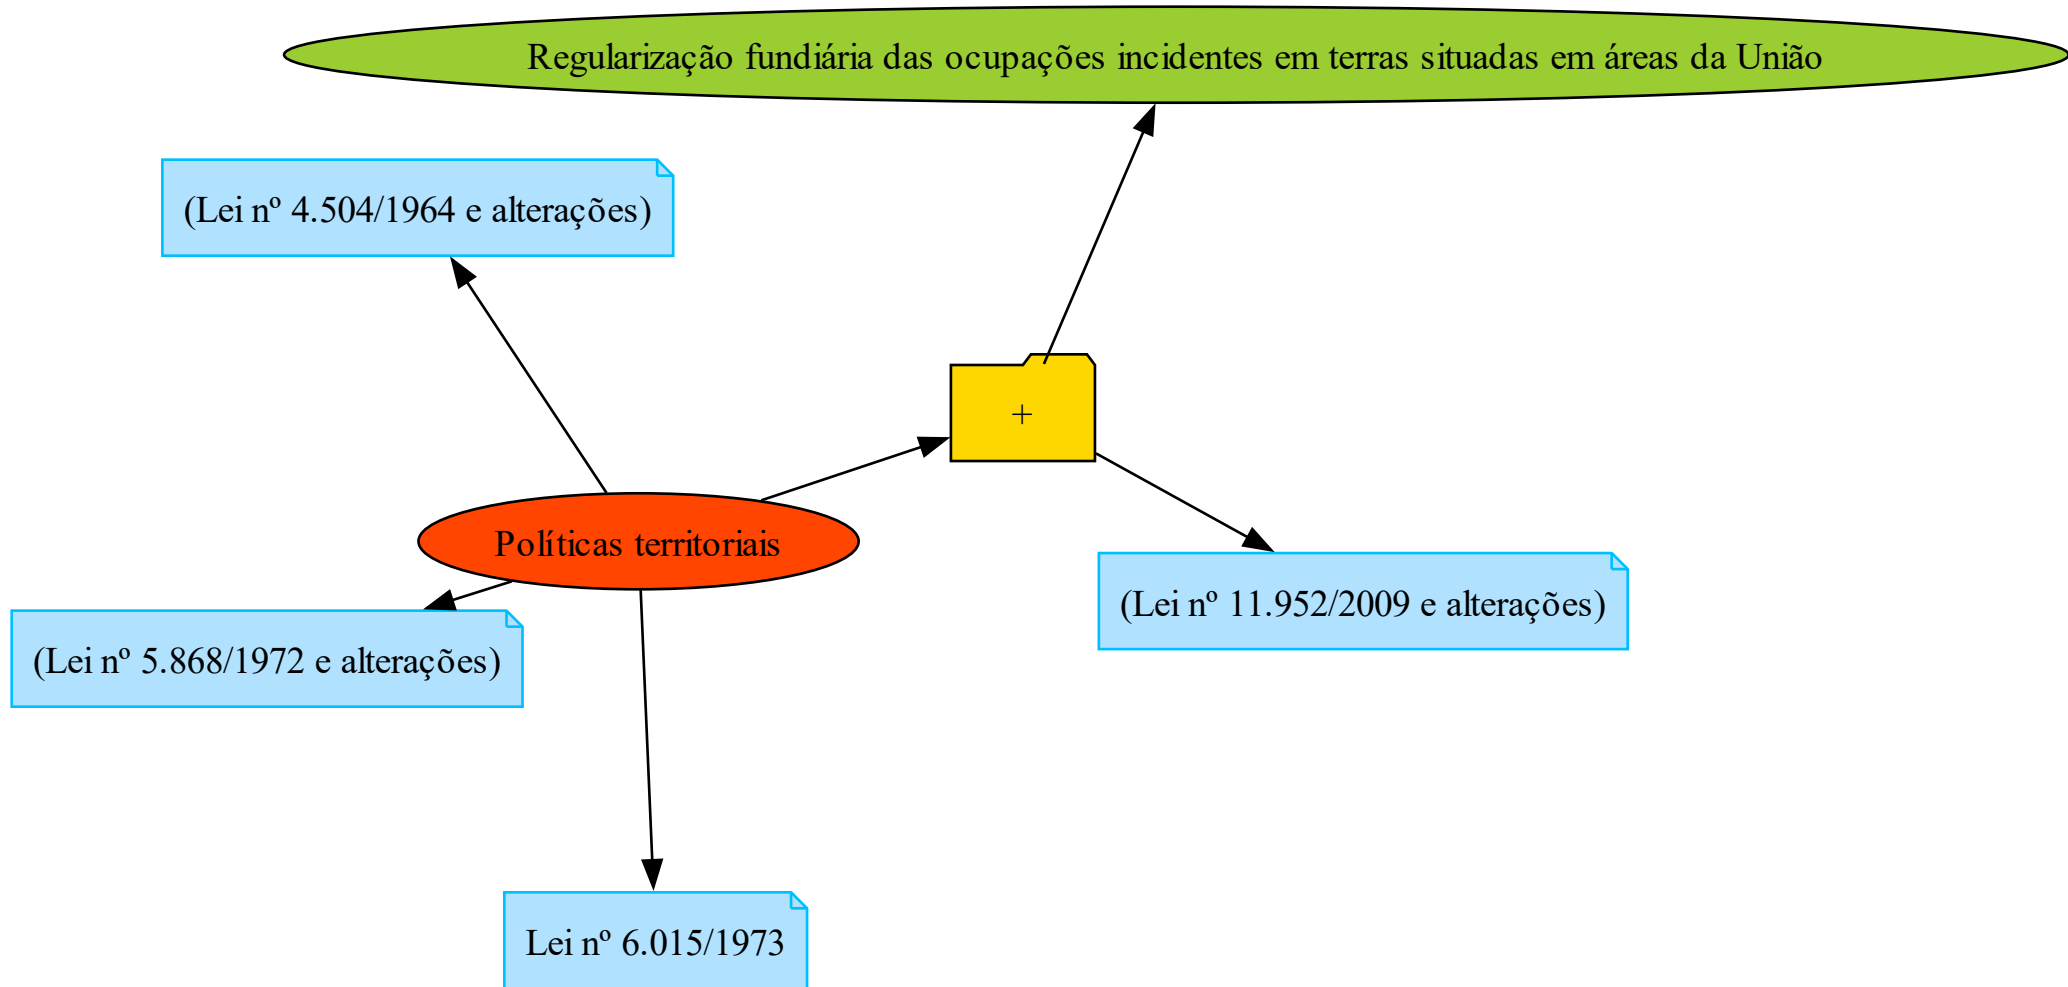 Regularização fundiária das ocupações incidentes em terras situadas em áreas da União
(Lei nº 4.504/1964 e alterações)
+
Políticas territoriais
(Lei nº 11.952/2009 e alterações)
(Lei nº 5.868/1972 e alterações)
Lei nº 6.015/1973